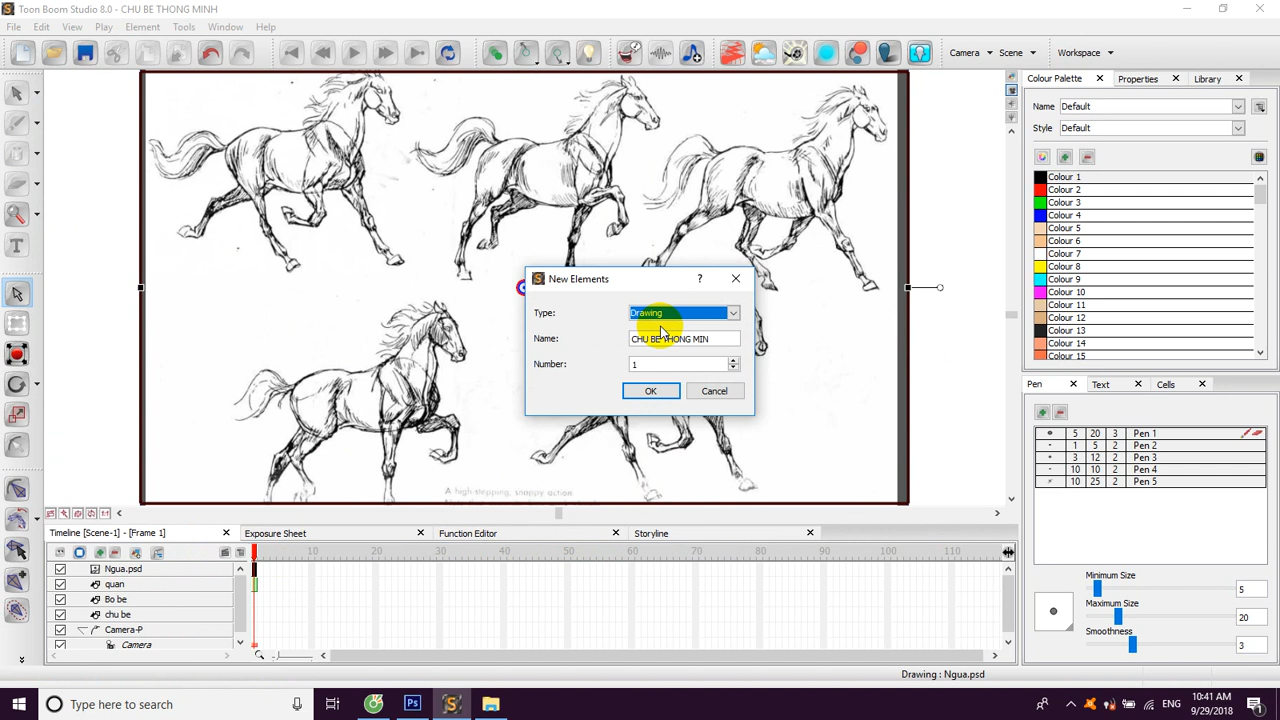 Toon Boom Studio 8.0 - CHU BE THONG MINH
File Edit View Play Element Tools Window Help
Camera Scene Workspace
Colour Palette Properties Library
Name Default
Style Default
Colour 1
Colour 2
Colour 3
Colour 4
Colour 5
Colour 6
Colour 7
Colour 8
Colour 9
Colour 10
Colour 11
Colour 12
Colour 13
Colour 14
Colour 15
New Elements
Type: Drawing
Name: CHU BE THONG MIN
Number: 1
OK Cancel
A high stepping, snappy action
Pen Text Cells
5 20 3 Pen 1
1 5 2 Pen 2
3 12 2 Pen 3
10 10 2 Pen 4
10 25 2 Pen 5
Minimum Size
5
Maximum Size
20
Smoothness
3
Timeline [Scene-1] - [Frame 1] Exposure Sheet Function Editor Storyline
10 20 30 40 50 60 70 80 90 100 110
Ngua.psd
quan
Bo be
chu be
Camera-P
Camera
Drawing : Ngua.psd
Type here to search
ENG
10:41 AM
9/29/2018